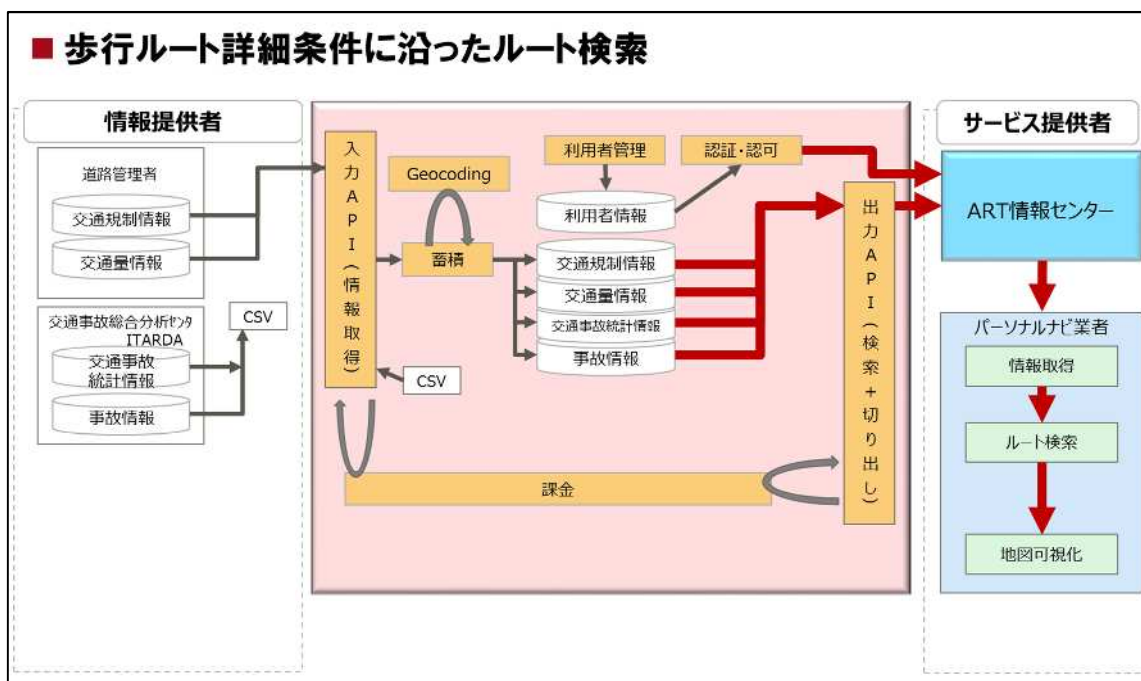 ■ 歩行ルート詳細条件に沿ったルート検索
情報提供者
道路管理者
交通規制情報
交通量情報
交通事故総合分析ｾﾝﾀ
ITARDA
CSV
交通事故
統計情報
事故情報
入力API(情報取得)
Geocoding
蓄積
CSV
利用者管理
認証・認可
利用者情報
交通規制情報
交通量情報
交通事故統計情報
事故情報
課金
出力API(検索+切り出し)
サービス提供者
ART情報センター
パーソナルナビ業者
情報取得
ルート検索
地図可視化